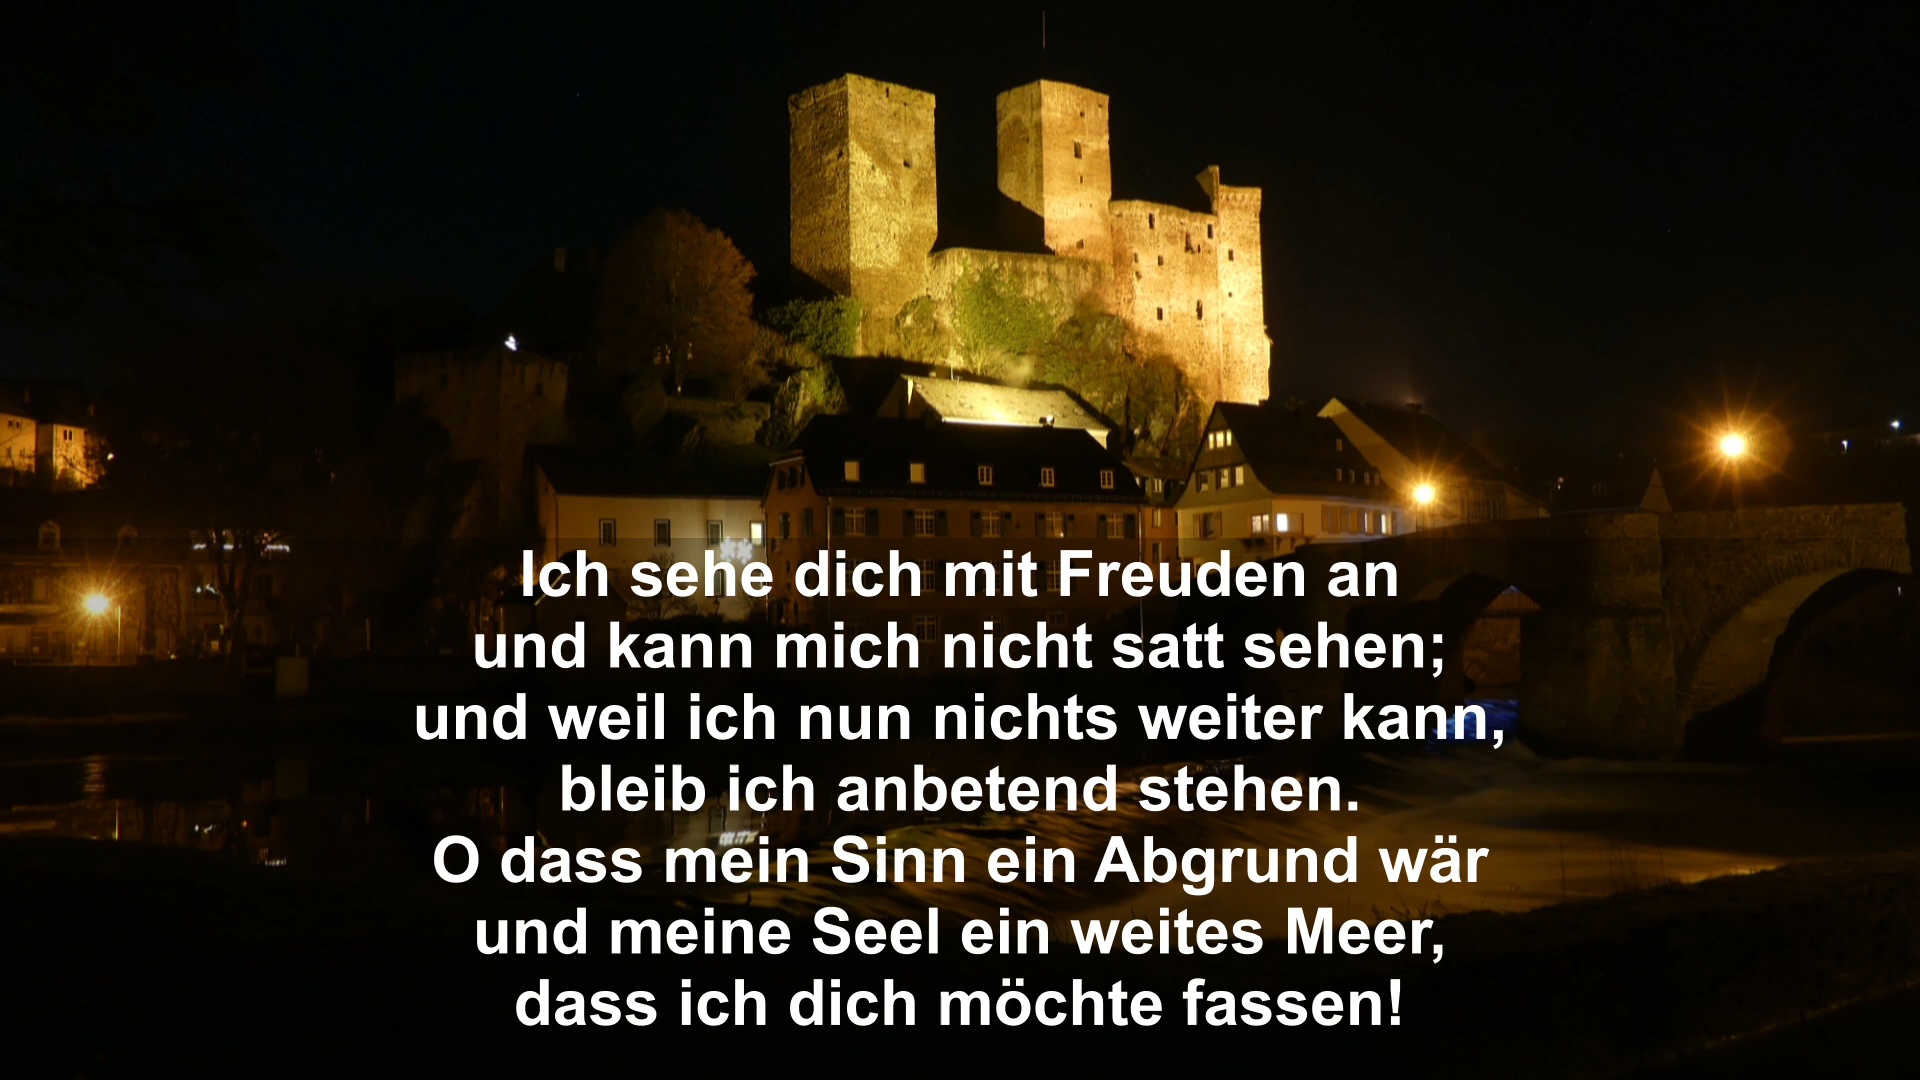 Ich sehe dich mit Freuden an
und kann mich nicht satt sehen;
und weil ich nun nichts weiter kann,
bleib ich anbetend stehen.
O dass mein Sinn ein Abgrund wär
und meine Seel ein weites Meer,
dass ich dich möchte fassen!